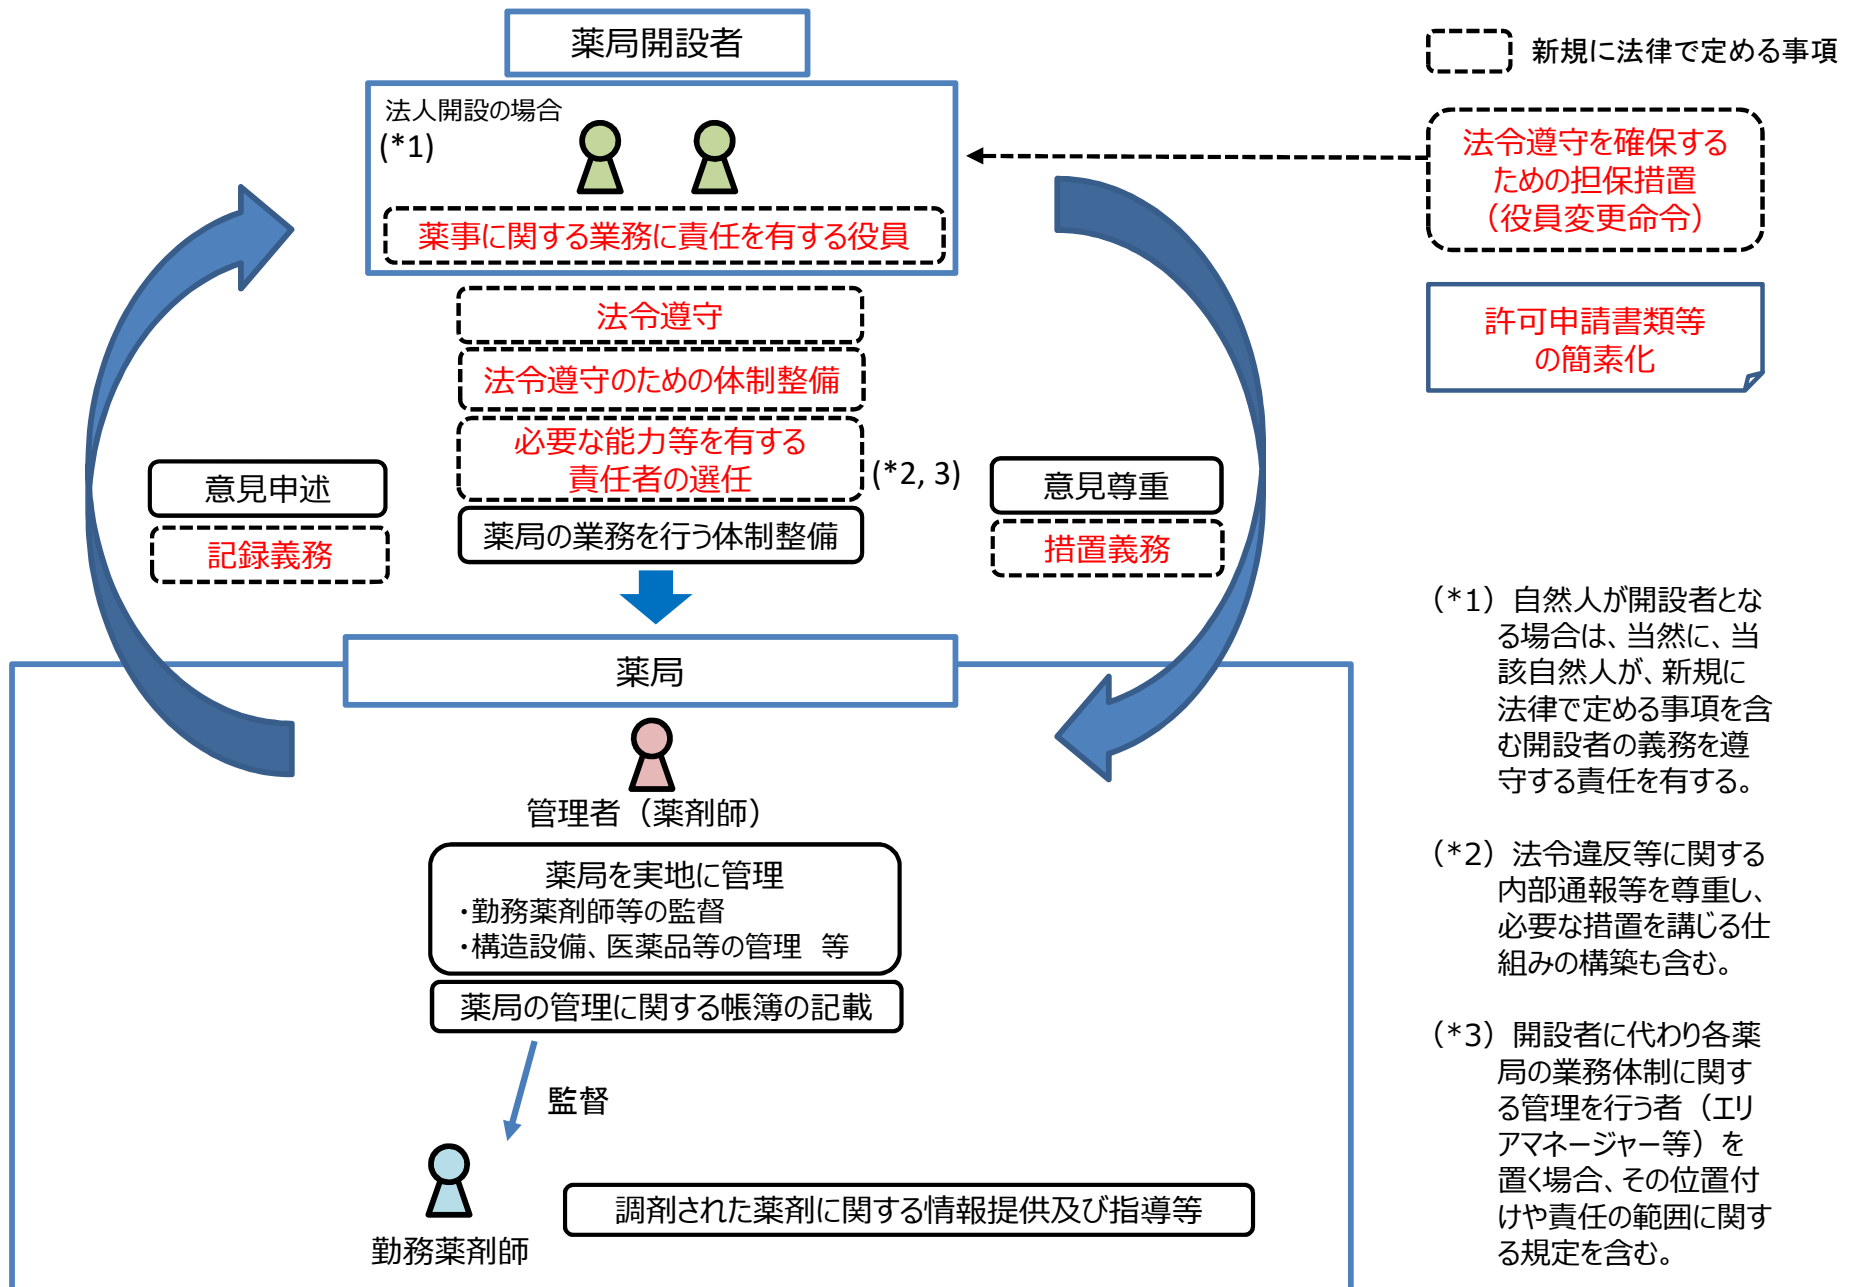 薬局開設者
新規に法律で定める事項
法人開設の場合
(*1)
薬事に関する業務に責任を有する役員
法令遵守を確保する
ための担保措置
（役員変更命令）
法令遵守
法令遵守のための体制整備
必要な能力等を有する
責任者の選任
(*2, 3)
薬局の業務を行う体制整備
許可申請書類等
の簡素化
意見申述
記録義務
意見尊重
措置義務
薬局
管理者（薬剤師）
薬局を実地に管理
・勤務薬剤師等の監督
・構造設備、医薬品等の管理　等
薬局の管理に関する帳簿の記載
監督
勤務薬剤師
調剤された薬剤に関する情報提供及び指導等
（*1）自然人が開設者とな
る場合は、当然に、当
該自然人が、新規に
法律で定める事項を含
む開設者の義務を遵
守する責任を有する。
（*2）法令違反等に関する
内部通報等を尊重し、
必要な措置を講じる仕
組みの構築も含む。
（*3）開設者に代わり各薬
局の業務体制に関す
る管理を行う者（エリ
アマネージャー等）を
置く場合、その位置付
けや責任の範囲に関す
る規定を含む。